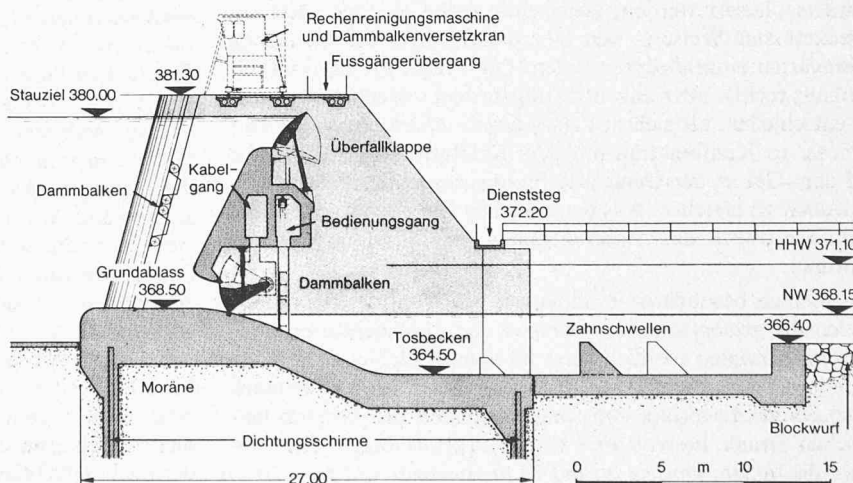 Rechenreinigungsmaschine
und Dammbalkenversetzkran
Fussgängerübergang
381.30
Stauziel 380.00
Überfallklappe
Kabel-
gang
Dammbalken
Dienststeg
372.20
Bedienungsgang
HHW 371.10
Grundablass
368.50
Dammbalken
NW 368.15
Tosbecken
364.50
Zahnschwellen
366.40
Moräne
Blockwurf
Dichtungsschirme
0 5 m 10 15
27.00